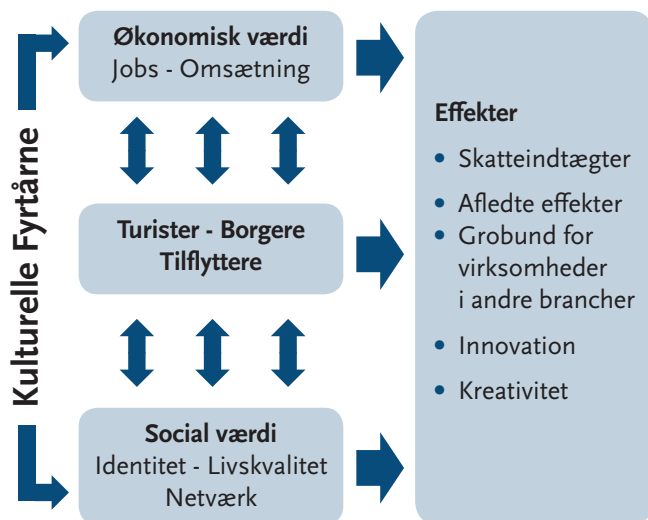 Kulturelle Fyrtårne
Økonomisk værdi
Jobs - Omsætning
Turister - Borgere
Tilflyttere
Social værdi
Identitet - Livskvalitet
Netværk
Effekter
• Skatteindtægter
• Afledte effekter
• Grobund for
virksomheder
i andre brancher
• Innovation
• Kreativitet